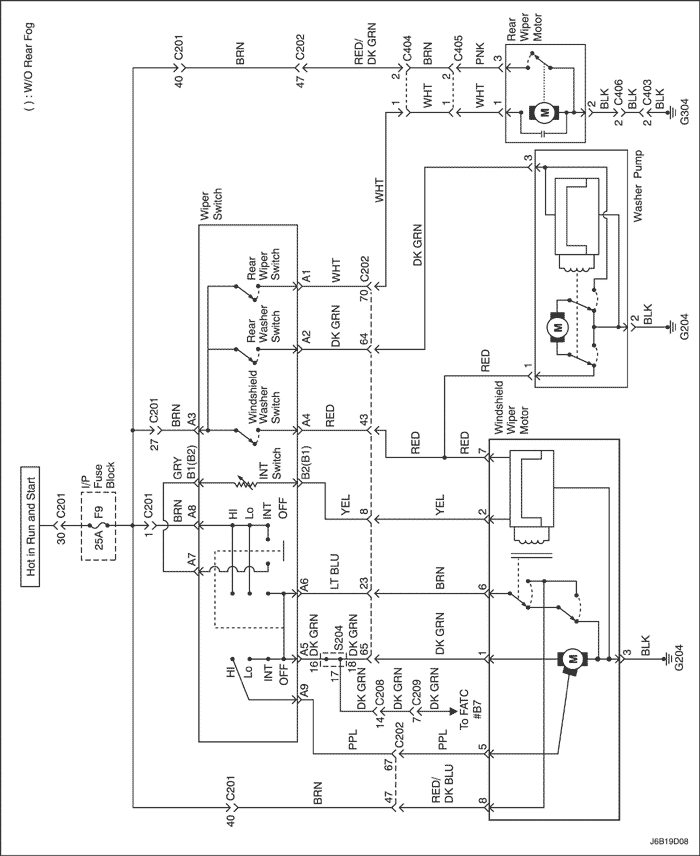 ( ) : W/O Rear Fog
Hot in Run and Start
30
C201
I/P
Fuse
Block
F9
25A
40
C201
BRN
47
C202
RED/
DK GRN
2
C404
BRN
2
C405
PNK
3
Rear
Wiper
Motor
M
1
WHT
1
WHT
1
2
BLK
2
C406
BLK
2
C403
BLK
G304
27
C201
BRN
A3
1
C201
BRN
A8
GRY
B1(B2)
A7
Wiper
Switch
Rear
Wiper
Switch
Rear
Washer
Switch
Windshield
Washer
Switch
INT
Switch
HI
Lo
INT
OFF
HI
Lo
INT
OFF
A1
WHT
70
C202
WHT
A2
DK GRN
64
DK GRN
3
A4
RED
43
RED
RED
RED
7
1
B2(B1)
YEL
8
YEL
2
A6
LT BLU
23
BRN
6
A5
16
DK GRN
17
18
S204
DK GRN
65
DK GRN
1
DK GRN
14
C208
DK GRN
7
C209
DK GRN
To FATC
#B7
A9
PPL
67
C202
PPL
5
40
C201
BRN
47
RED/
DK BLU
8
Washer Pump
M
2
BLK
G204
Windshield
Wiper
Motor
M
3
BLK
G204
J6B19D08